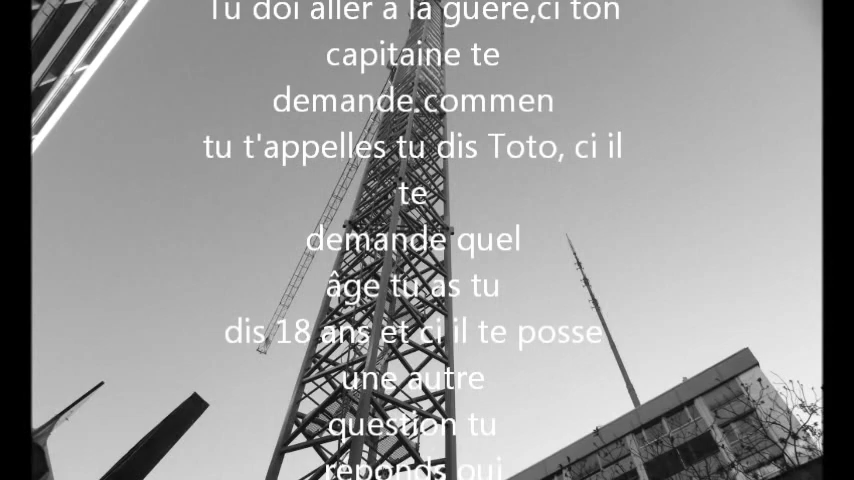 Tu doi aller a la guere,ci ton
capitaine te
demande.commen
tu t'appelles tu dis Toto, ci il
te
demande quel
âge tu as tu
dis 18 ans et ci il te posse
une autre
question tu
reponds oui